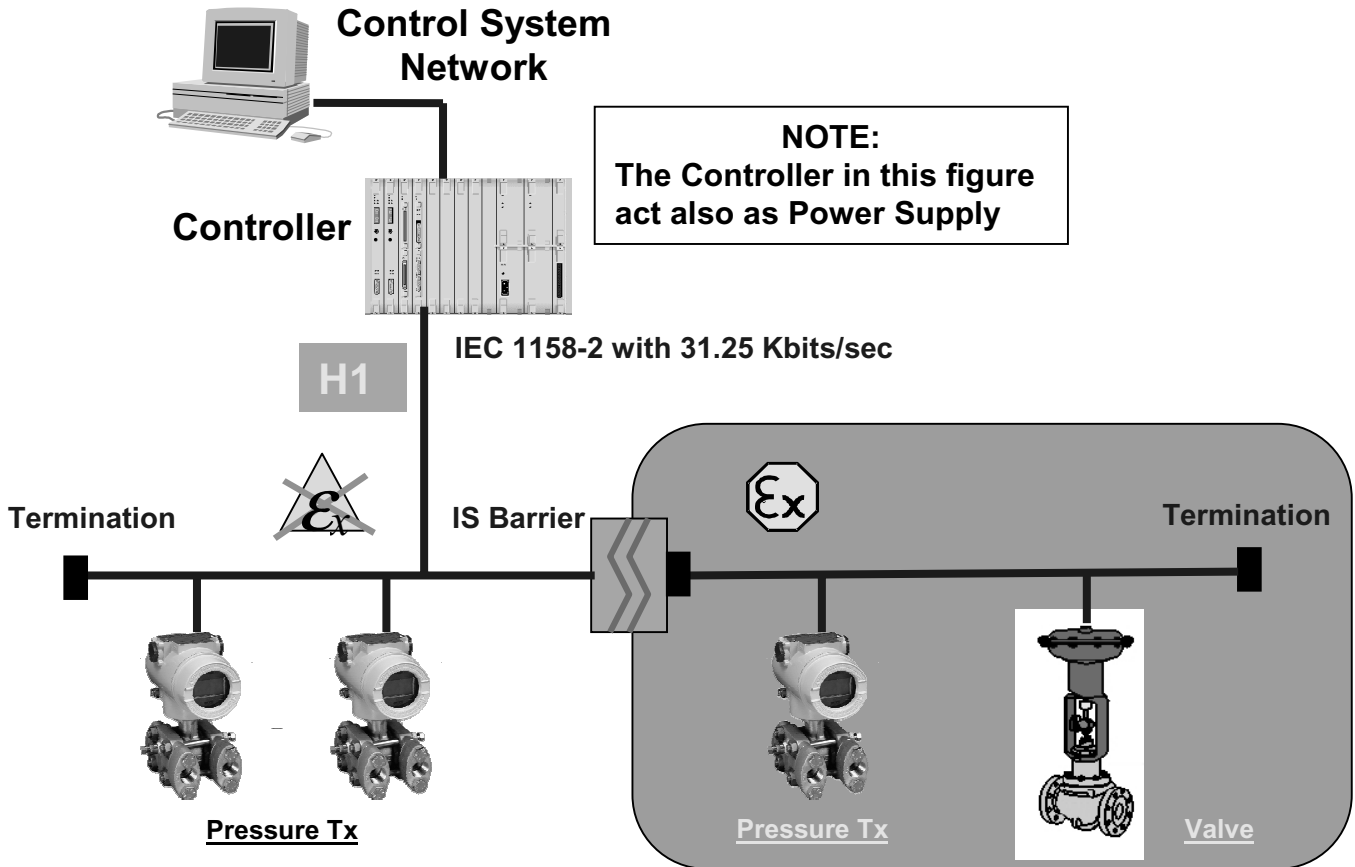 Control System
Network
NOTE:
The Controller in this figure
act also as Power Supply
Controller
IEC 1158-2 with 31.25 Kbits/sec
H1
Termination
Ex
IS Barrier
Ex
Termination
Pressure Tx
Pressure Tx
Valve